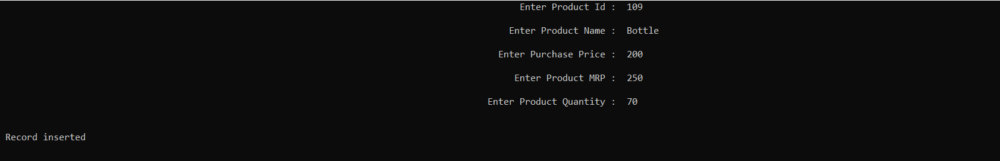 Enter Product Id :  109
Enter Product Name :  Bottle
Enter Purchase Price :  200
Enter Product MRP :  250
Enter Product Quantity :  70
Record inserted